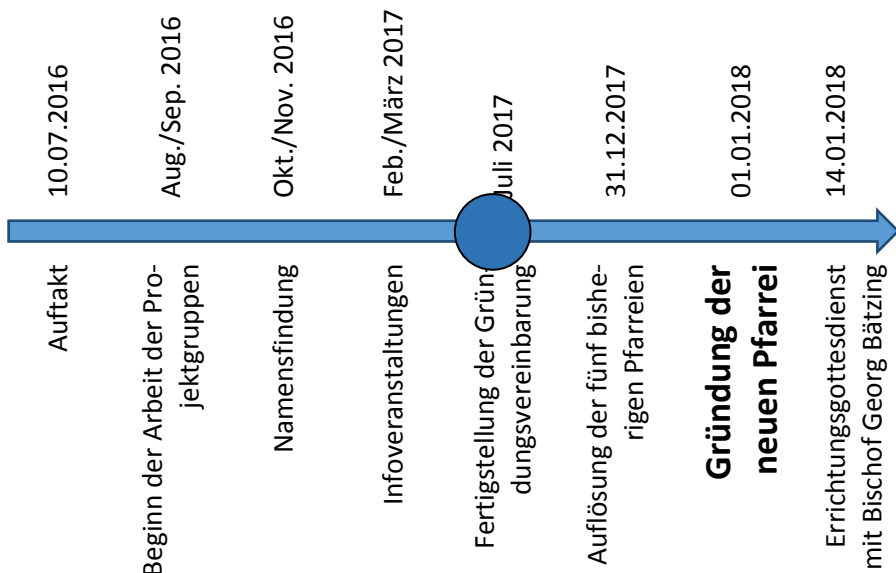 10.07.2016
Auftakt
Aug./Sep. 2016
Beginn der Arbeit der Pro-
jektgruppen
Okt./Nov. 2016
Namensfindung
Feb./März 2017
Infoveranstaltungen
Juli 2017
Fertigstellung der Grün-
dungsvereinbarung
31.12.2017
Auflösung der fünf bishe-
rigen Pfarreien
01.01.2018
Gründung der
neuen Pfarrei
14.01.2018
Errichtungsgottesdienst
mit Bischof Georg Bätzing